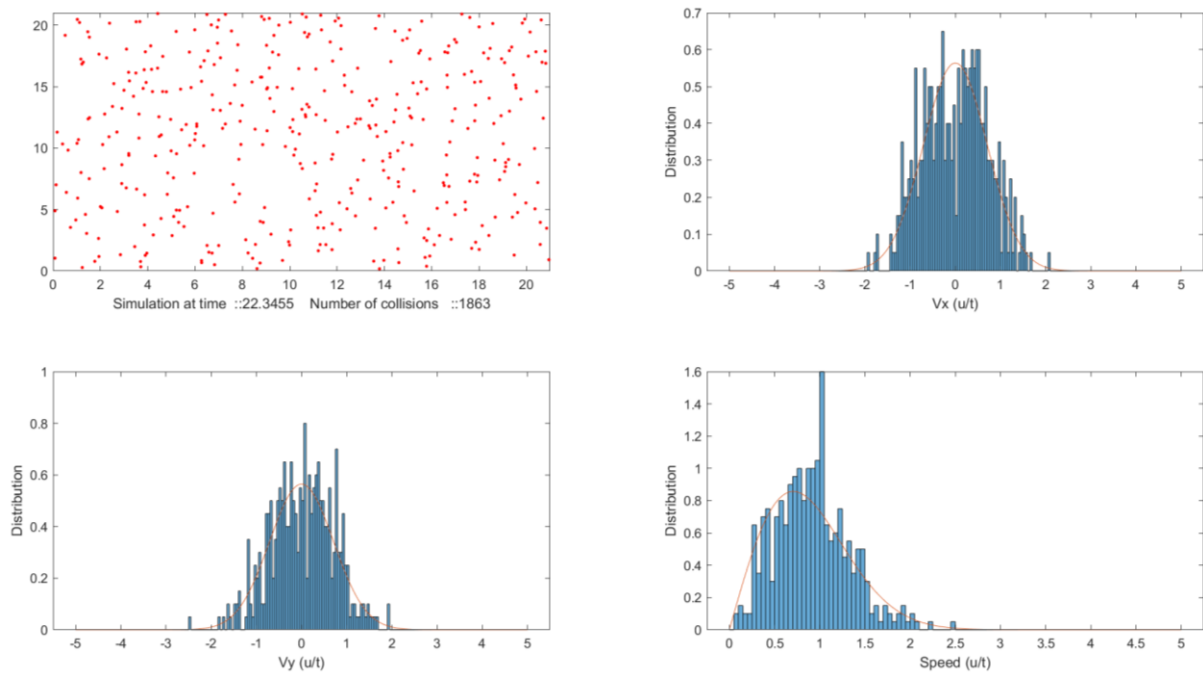 20
15
10
5
0
0 2 4 6 8 10 12 14 16 18 20
Simulation at time ::22.3455 Number of collisions ::1863
0.7
0.6
0.5
0.4
0.3
0.2
0.1
0
Distribution
-5 -4 -3 -2 -1 0 1 2 3 4 5
Vx (u/t)
1
0.8
0.6
0.4
0.2
0
Distribution
-5 -4 -3 -2 -1 0 1 2 3 4 5
Vy (u/t)
1.6
1.4
1.2
1
0.8
0.6
0.4
0.2
0
Distribution
0 0.5 1 1.5 2 2.5 3 3.5 4 4.5 5
Speed (u/t)